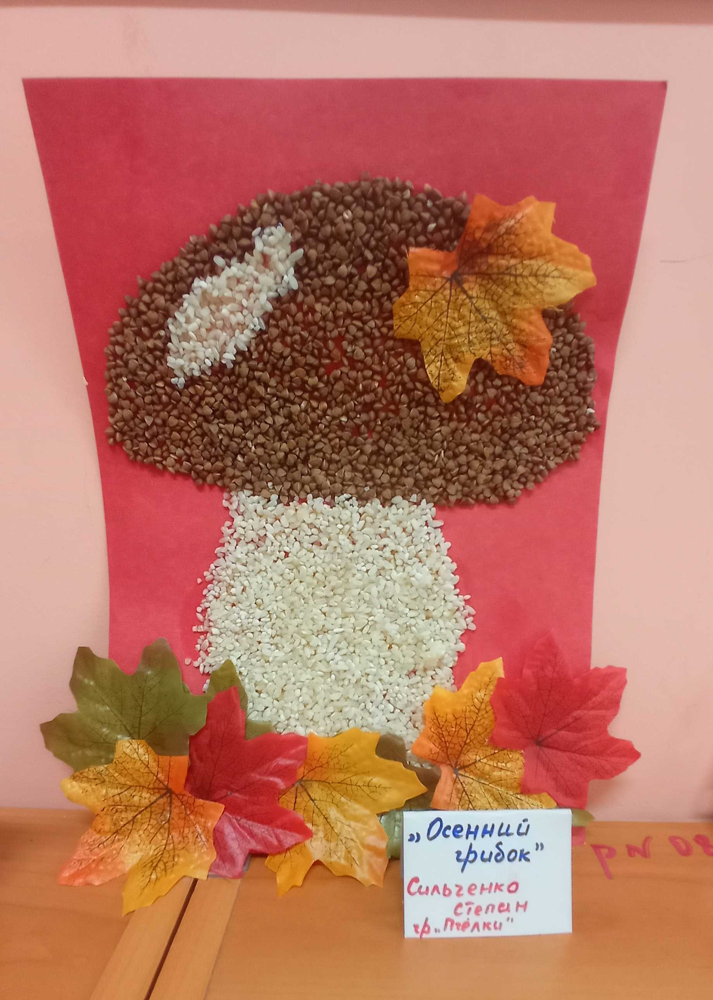 „Осенний
грибок”
Сильченко
Степан
гр. „Пчёлки”